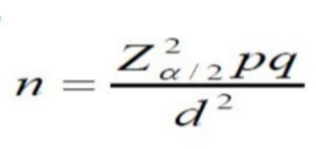 n = Z²α/2 pq / d²